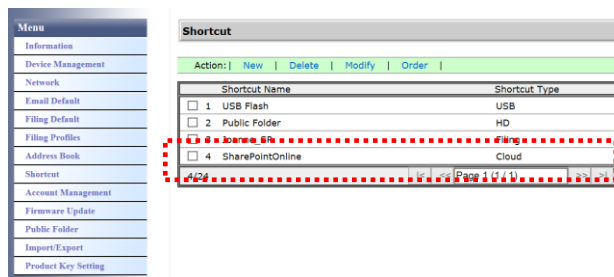 Menu
Information
Device Management
Network
Email Default
Filing Default
Filing Profiles
Address Book
Shortcut
Account Management
Firmware Update
Public Folder
Import/Export
Product Key Setting
Shortcut
Action:| New | Delete | Modify | Order |
Shortcut Name Shortcut Type
1 USB Flash USB
2 Public Folder HD
3 Joanna_SP Filing
4 SharePointOnline Cloud
4/24 |< << Page 1 (1 / 1) >> >|